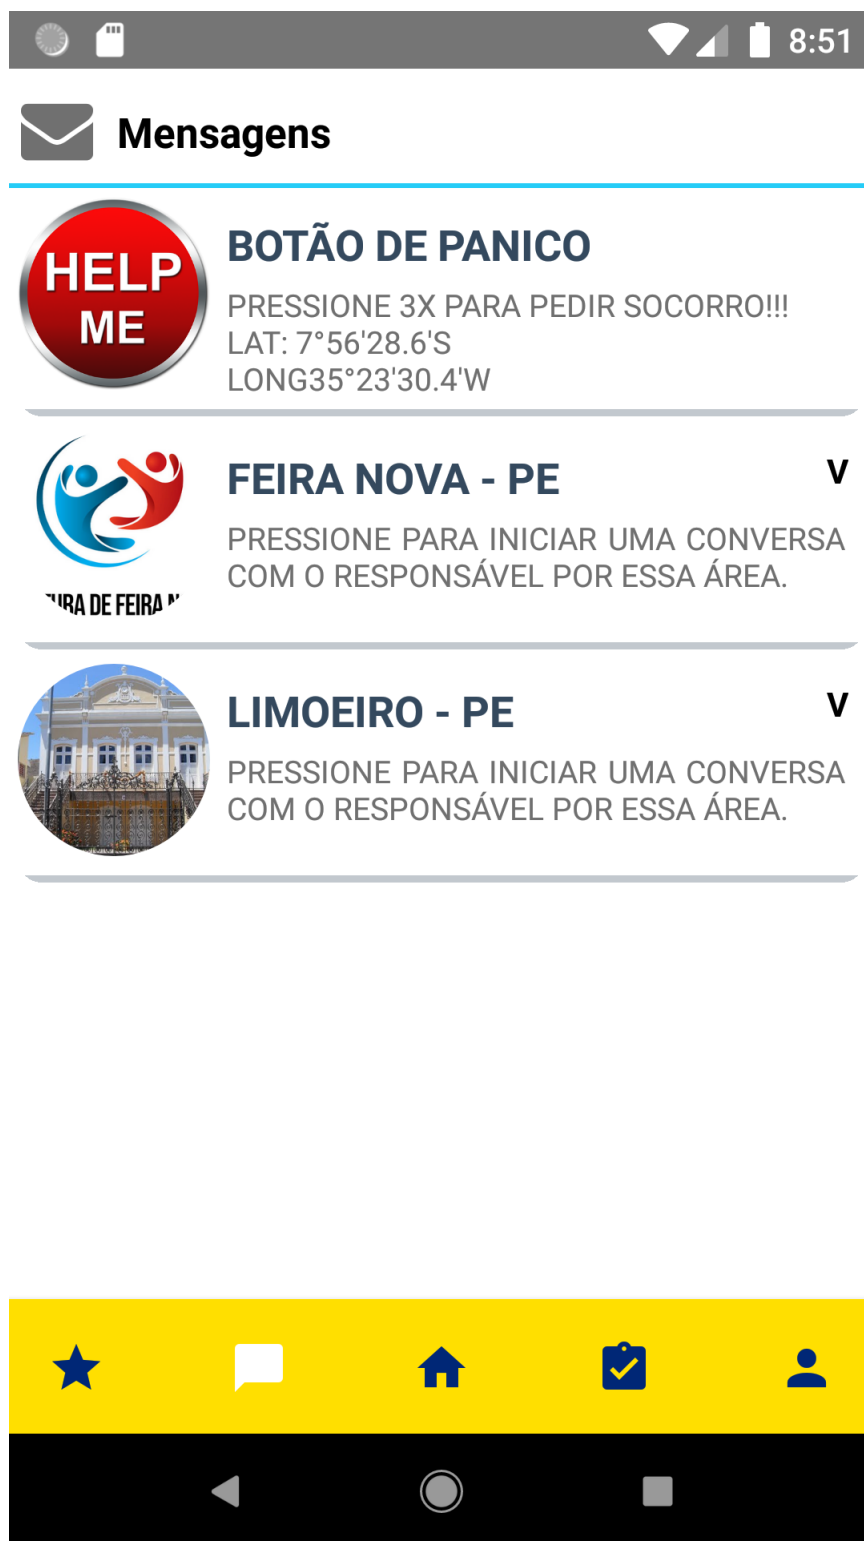 8:51
Mensagens
HELP
ME
BOTÃO DE PANICO
PRESSIONE 3X PARA PEDIR SOCORRO!!!
LAT: 7°56'28.6'S
LONG35°23'30.4'W
FEIRA NOVA - PE
V
PRESSIONE PARA INICIAR UMA CONVERSA
COM O RESPONSÁVEL POR ESSA ÁREA.
DE FEIRA
LIMOEIRO - PE
V
PRESSIONE PARA INICIAR UMA CONVERSA
COM O RESPONSÁVEL POR ESSA ÁREA.